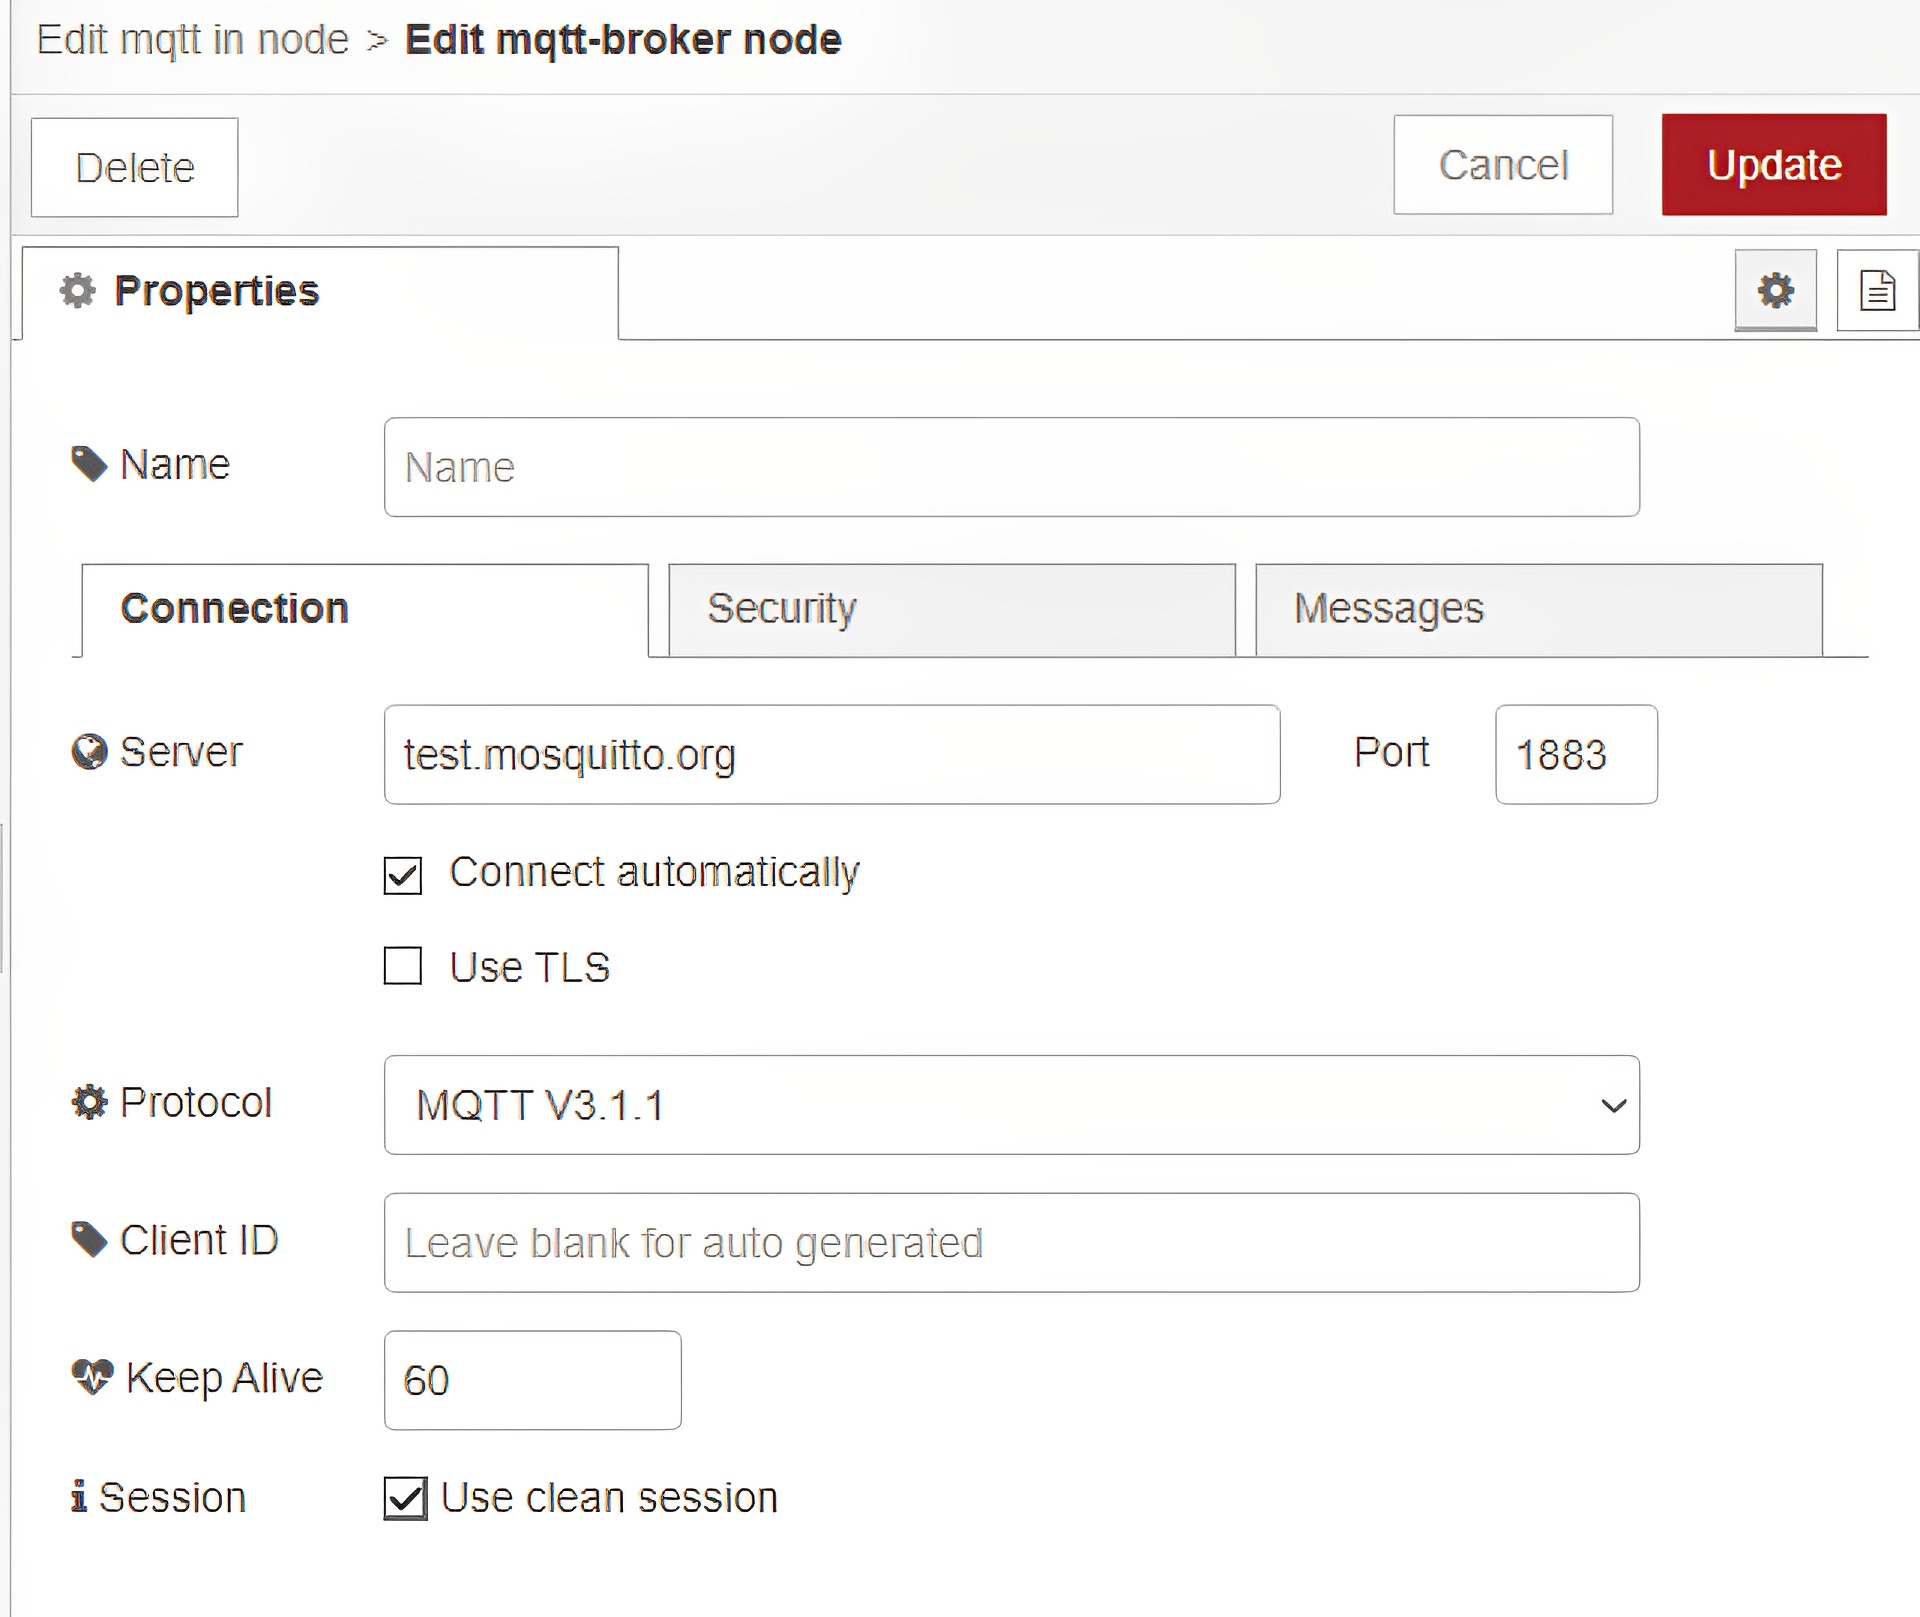 Edit mqtt in node > Edit mqtt-broker node
Delete Cancel Update
Properties
Name Name
Connection Security Messages
Server test.mosquitto.org Port 1883
Connect automatically
Use TLS
Protocol MQTT V3.1.1
Client ID Leave blank for auto generated
Keep Alive 60
Session Use clean session